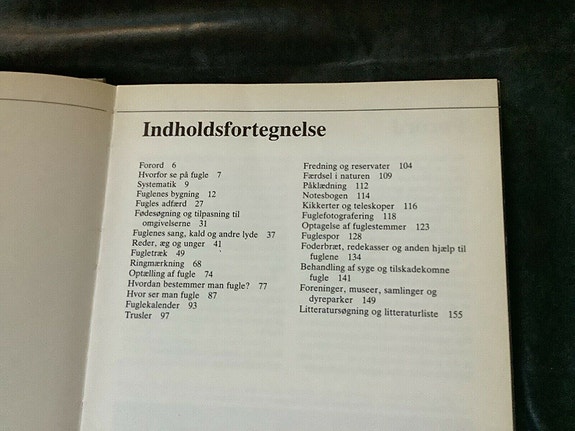 Indholdsfortegnelse
Forord 6
Hvorfor se på fugle 7
Systematik 9
Fuglenes bygning 12
Fugles adfærd 27
Fødesøgning og tilpasning til
omgivelserne 31
Fuglenes sang, kald og andre lyde 37
Reder, æg og unger 41
Fugletræk 49
Ringmærkning 68
Optælling af fugle 74
Hvordan bestemmer man fugle? 77
Hvor ser man fugle 87
Fuglekalender 93
Trusler 97
Fredning og reservater 104
Færdsel i naturen 109
Påklædning 112
Notesbogen 114
Kikkerter og teleskoper 116
Fuglefotografering 118
Optagelse af fuglestemmer 123
Fuglespor 128
Foderbræt, redekasser og anden hjælp til
fuglene 134
Behandling af syge og tilskadekomne
fugle 141
Foreninger, museer, samlinger og
dyreparker 149
Litteratursøgning og litteraturliste 155